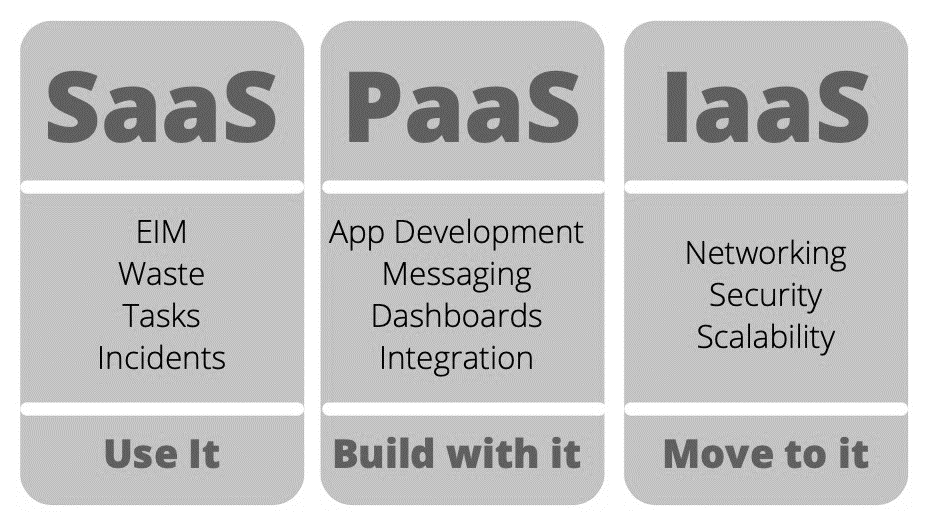 SaaS
EIM
Waste
Tasks
Incidents
Use It
PaaS
App Development
Messaging
Dashboards
Integration
Build with it
IaaS
Networking
Security
Scalability
Move to it